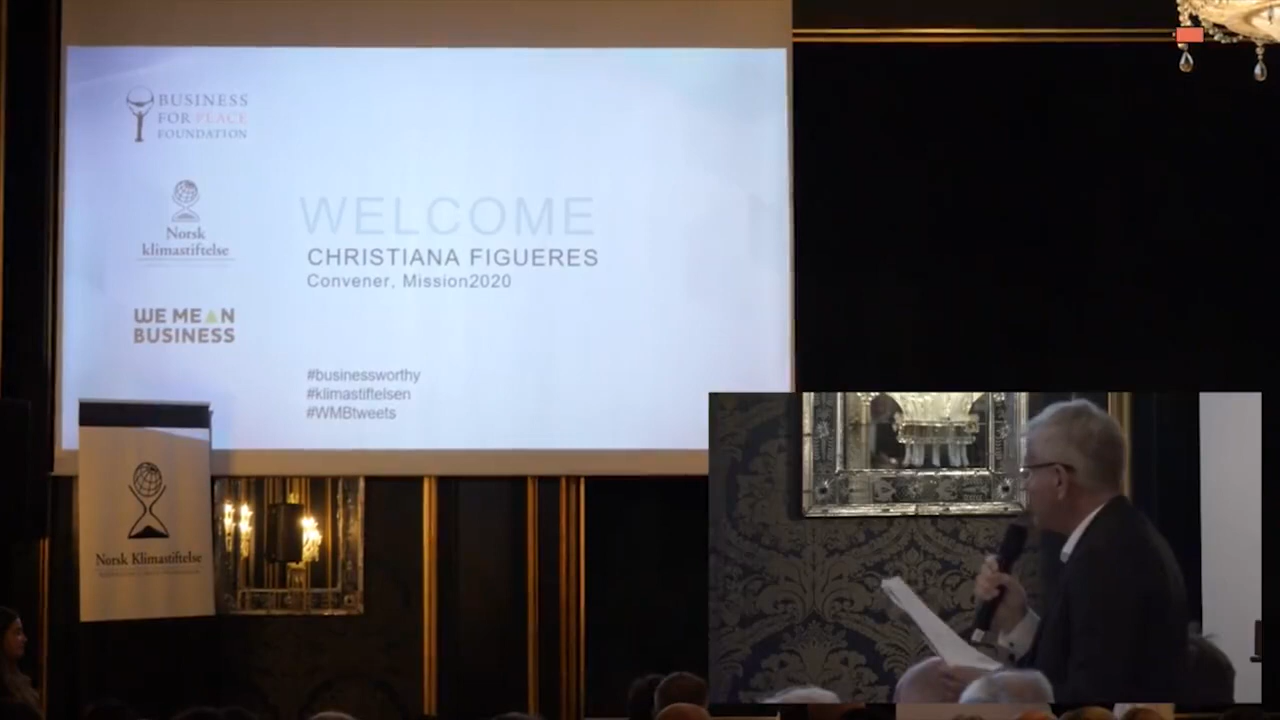 BUSINESS
FOR PEACE
FOUNDATION
Norsk
klimastiftelse
WE MEAN
BUSINESS
WELCOME
CHRISTIANA FIGUERES
Convener, Mission2020
#businessworthy
#klimastiftelsen
#WMBtweets
Norsk Klimastiftelse